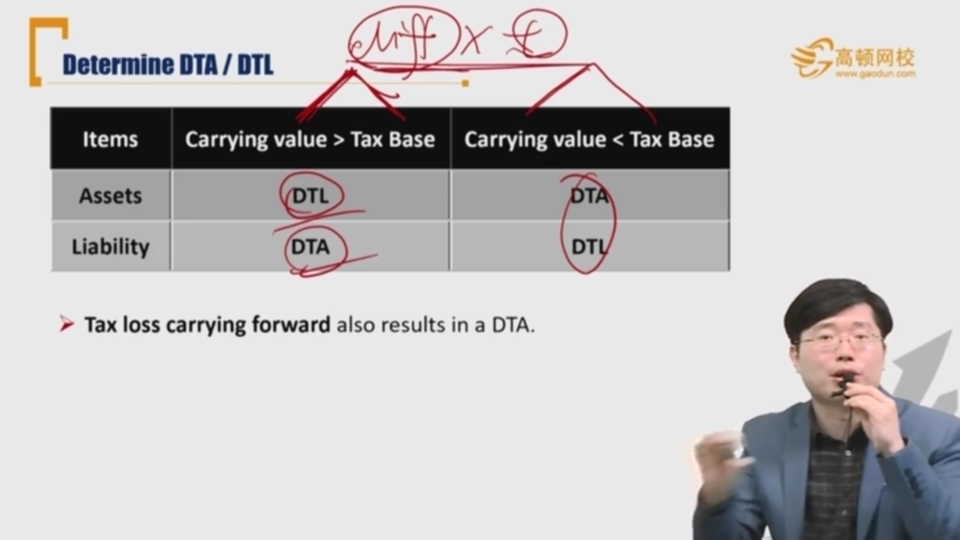 diff × t
Determine DTA / DTL
高顿网校
www.gaodun.com
Items Carrying value > Tax Base Carrying value < Tax Base
Assets DTL DTA
Liability DTA DTL
Tax loss carrying forward also results in a DTA.